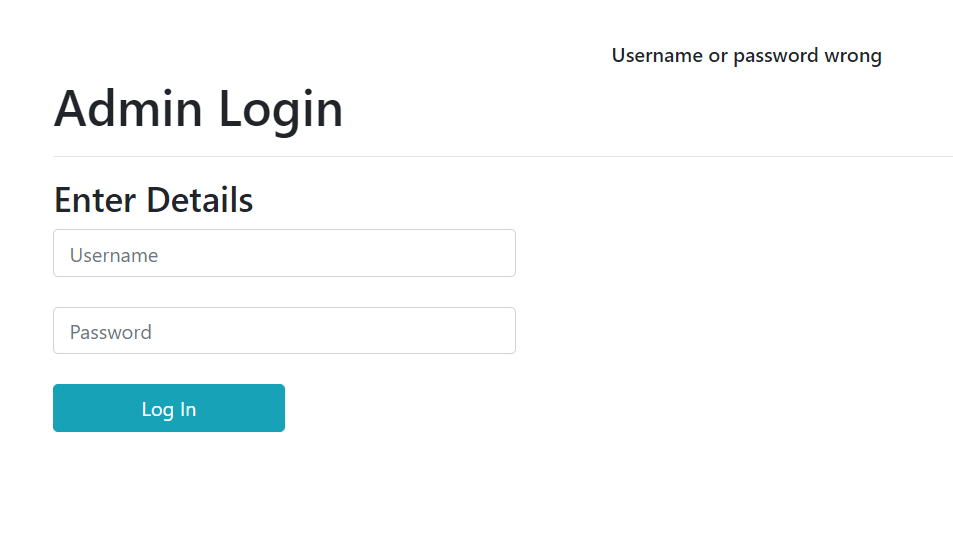 Username or password wrong
Admin Login
Enter Details
Username
Password
Log In